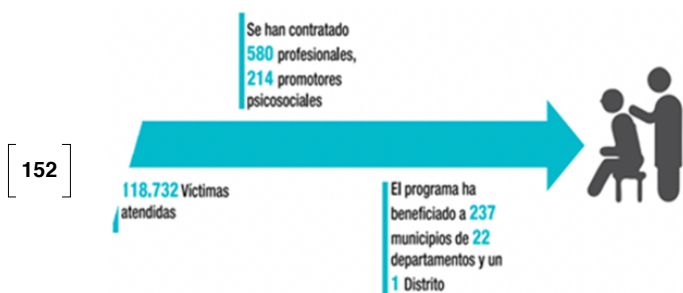 Se han contratado
580 profesionales,
214 promotores
psicosociales
152
118.732 Víctimas
atendidas
El programa ha
beneficiado a 237
municipios de 22
departamentos y un
1 Distrito